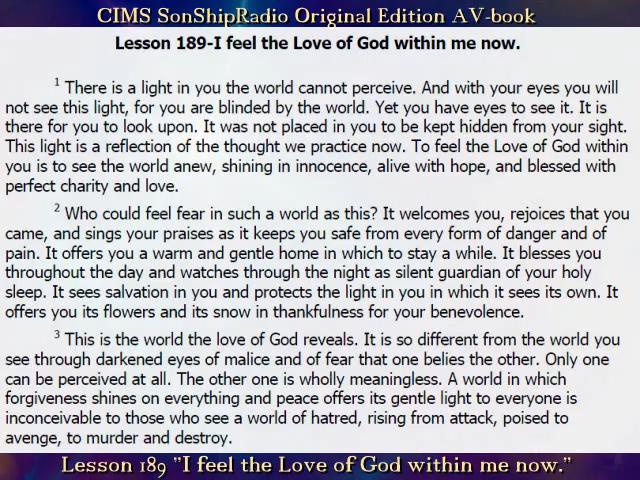 CIMS SonShipRadio Original Edition AV-book
Lesson 189-I feel the Love of God within me now.
1 There is a light in you the world cannot perceive. And with your eyes you will
not see this light, for you are blinded by the world. Yet you have eyes to see it. It is
there for you to look upon. It was not placed in you to be kept hidden from your sight.
This light is a reflection of the thought we practice now. To feel the Love of God within
you is to see the world anew, shining in innocence, alive with hope, and blessed with
perfect charity and love.
2 Who could feel fear in such a world as this? It welcomes you, rejoices that you
came, and sings your praises as it keeps you safe from every form of danger and of
pain. It offers you a warm and gentle home in which to stay a while. It blesses you
throughout the day and watches through the night as silent guardian of your holy
sleep. It sees salvation in you and protects the light in you in which it sees its own. It
offers you its flowers and its snow in thankfulness for your benevolence.
3 This is the world the love of God reveals. It is so different from the world you
see through darkened eyes of malice and of fear that one belies the other. Only one
can be perceived at all. The other one is wholly meaningless. A world in which
forgiveness shines on everything and peace offers its gentle light to everyone is
inconceivable to those who see a world of hatred, rising from attack, poised to
avenge, to murder and destroy.
Lesson 189 "I feel the Love of God within me now."